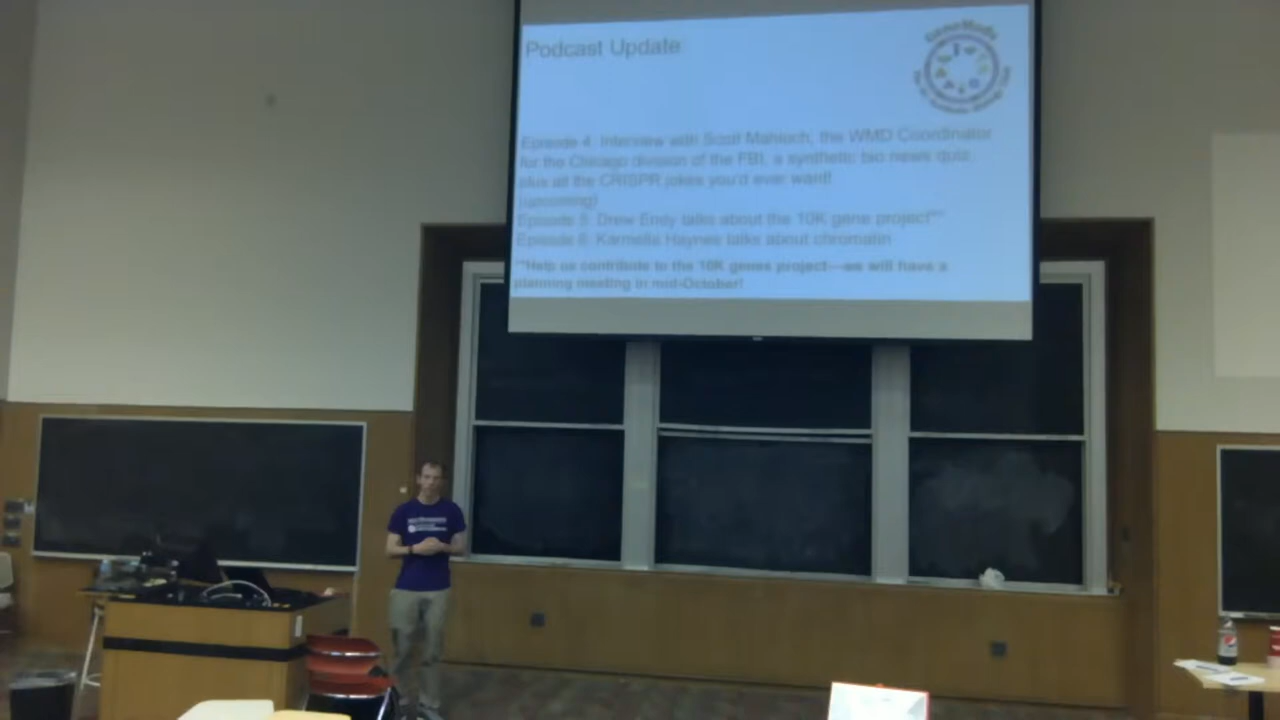 Podcast Update:
Episode 4: Interview with Scott Mahloch, the WMD Coordinator
for the Chicago division of the FBI, a synthetic bio news quiz,
plus all the CRISPR jokes you'd ever want!
(upcoming)
Episode 5: Drew Endy talks about the 10K gene project**
Episode 6: Karmella Haynes talks about chromatin
**Help us contribute to the 10K genes project—we will have a
planning meeting in mid-October!
GeneMods